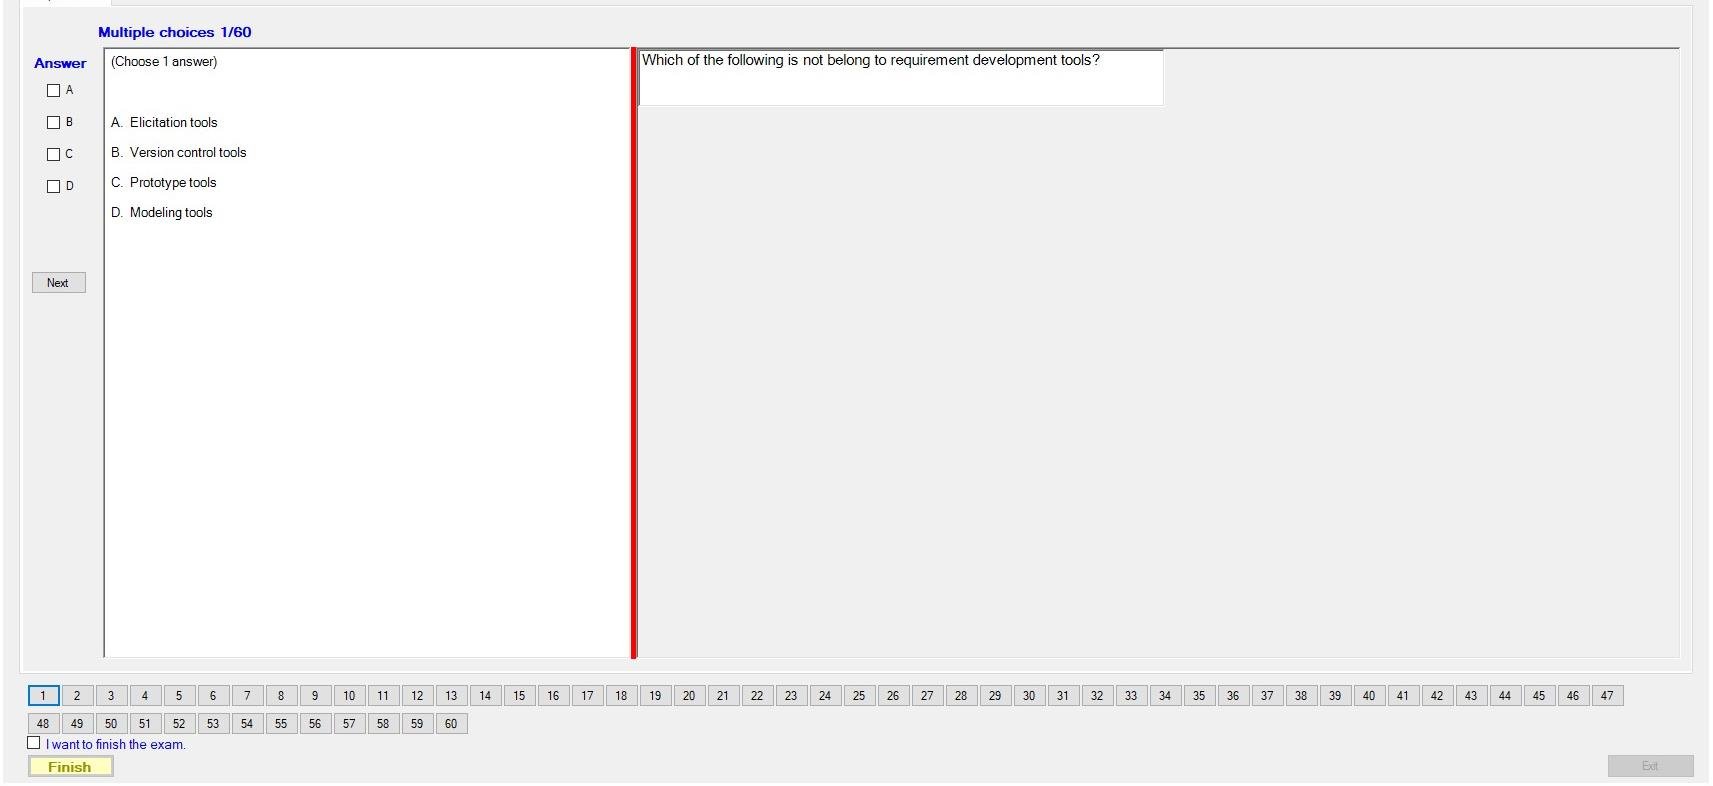 Multiple choices 1/60
Answer
A
B
C
D
Next
(Choose 1 answer)
A. Elicitation tools
B. Version control tools
C. Prototype tools
D. Modeling tools
Which of the following is not belong to requirement development tools?
1 2 3 4 5 6 7 8 9 10 11 12 13 14 15 16 17 18 19 20 21 22 23 24 25 26 27 28 29 30 31 32 33 34 35 36 37 38 39 40 41 42 43 44 45 46 47
48 49 50 51 52 53 54 55 56 57 58 59 60
I want to finish the exam.
Finish
Exit